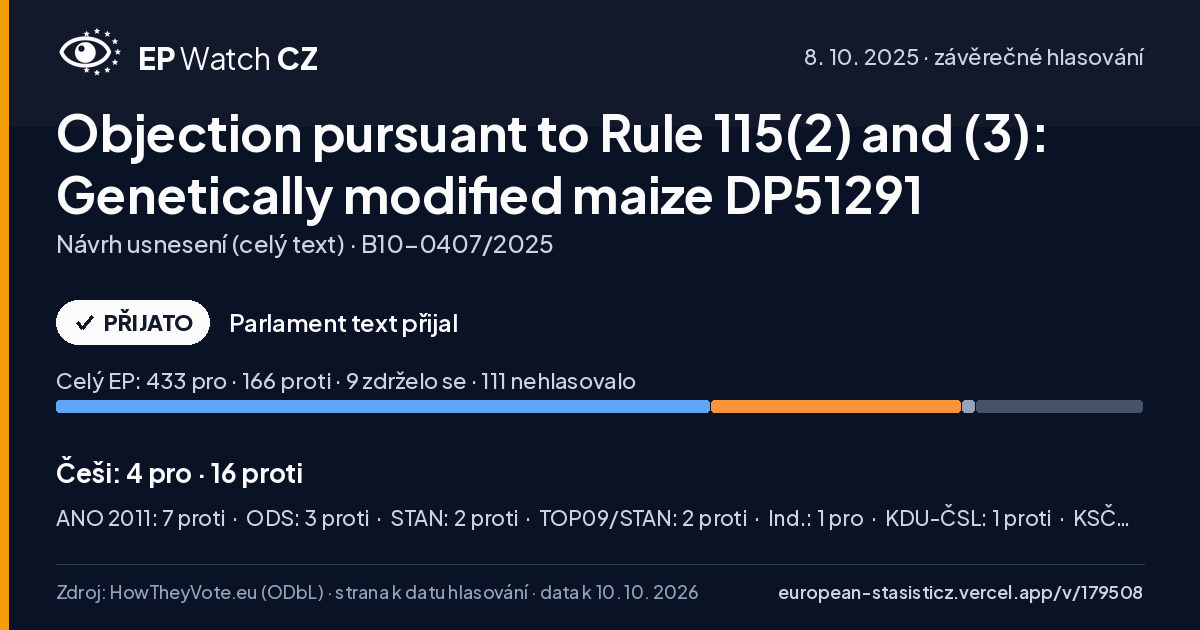 EP Watch CZ
8. 10. 2025 · závěrečné hlasování
Objection pursuant to Rule 115(2) and (3):
Genetically modified maize DP51291
Návrh usnesení (celý text) · B10-0407/2025
✓ PŘIJATO
Parlament text přijal
Celý EP: 433 pro · 166 proti · 9 zdrželo se · 111 nehlasovalo
Češi: 4 pro · 16 proti
ANO 2011: 7 proti · ODS: 3 proti · STAN: 2 proti · TOP09/STAN: 2 proti · Ind.: 1 pro · KDU-ČSL: 1 proti · KSČ…
Zdroj: HowTheyVote.eu (ODbL) · strana k datu hlasování · data k 10. 10. 2026
european-stasisticz.vercel.app/v/179508